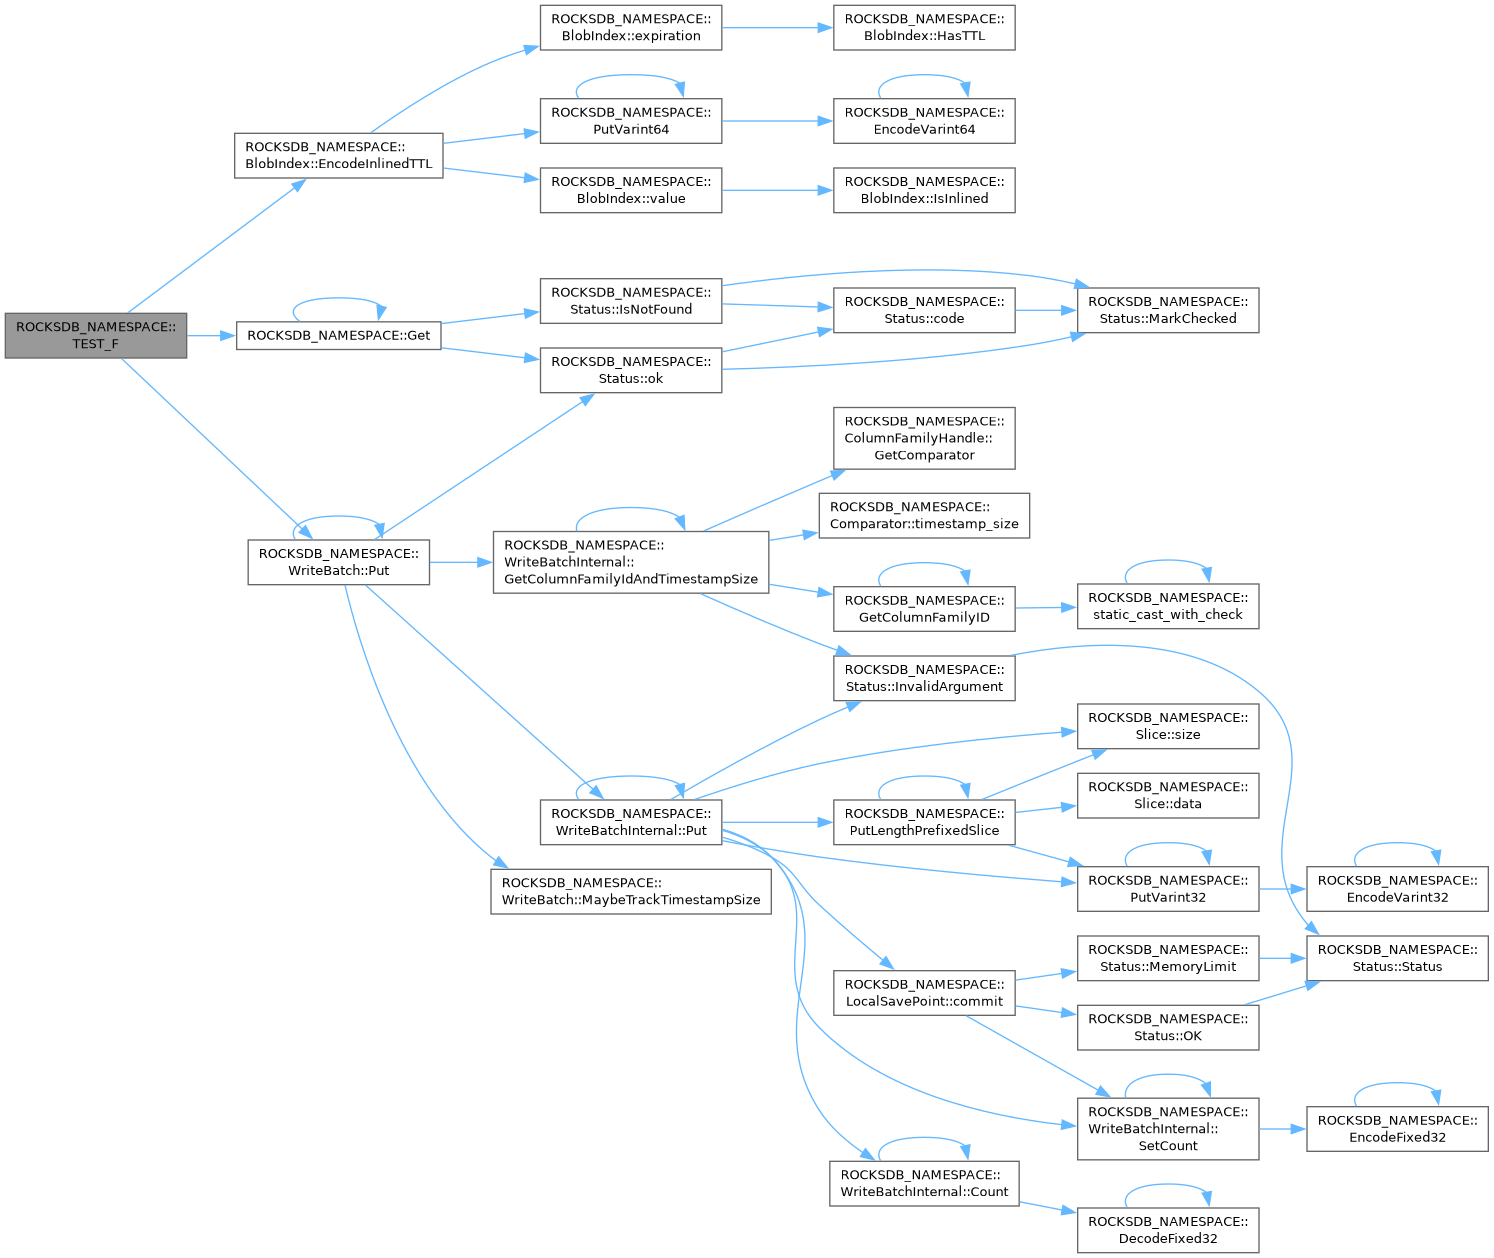 ROCKSDB_NAMESPACE::
TEST_F
ROCKSDB_NAMESPACE::
BlobIndex::EncodeInlinedTTL
ROCKSDB_NAMESPACE::
BlobIndex::expiration
ROCKSDB_NAMESPACE::
BlobIndex::HasTTL
ROCKSDB_NAMESPACE::
PutVarint64
ROCKSDB_NAMESPACE::
EncodeVarint64
ROCKSDB_NAMESPACE::
BlobIndex::value
ROCKSDB_NAMESPACE::
BlobIndex::IsInlined
ROCKSDB_NAMESPACE::Get
ROCKSDB_NAMESPACE::
Status::IsNotFound
ROCKSDB_NAMESPACE::
Status::code
ROCKSDB_NAMESPACE::
Status::MarkChecked
ROCKSDB_NAMESPACE::
Status::ok
ROCKSDB_NAMESPACE::
WriteBatch::Put
ROCKSDB_NAMESPACE::
WriteBatchInternal::
GetColumnFamilyIdAndTimestampSize
ROCKSDB_NAMESPACE::
ColumnFamilyHandle::
GetComparator
ROCKSDB_NAMESPACE::
Comparator::timestamp_size
ROCKSDB_NAMESPACE::
GetColumnFamilyID
ROCKSDB_NAMESPACE::
static_cast_with_check
ROCKSDB_NAMESPACE::
Status::InvalidArgument
ROCKSDB_NAMESPACE::
WriteBatchInternal::Put
ROCKSDB_NAMESPACE::
WriteBatch::MaybeTrackTimestampSize
ROCKSDB_NAMESPACE::
Slice::size
ROCKSDB_NAMESPACE::
PutLengthPrefixedSlice
ROCKSDB_NAMESPACE::
Slice::data
ROCKSDB_NAMESPACE::
PutVarint32
ROCKSDB_NAMESPACE::
EncodeVarint32
ROCKSDB_NAMESPACE::
LocalSavePoint::commit
ROCKSDB_NAMESPACE::
Status::MemoryLimit
ROCKSDB_NAMESPACE::
Status::Status
ROCKSDB_NAMESPACE::
Status::OK
ROCKSDB_NAMESPACE::
WriteBatchInternal::
SetCount
ROCKSDB_NAMESPACE::
EncodeFixed32
ROCKSDB_NAMESPACE::
WriteBatchInternal::Count
ROCKSDB_NAMESPACE::
DecodeFixed32